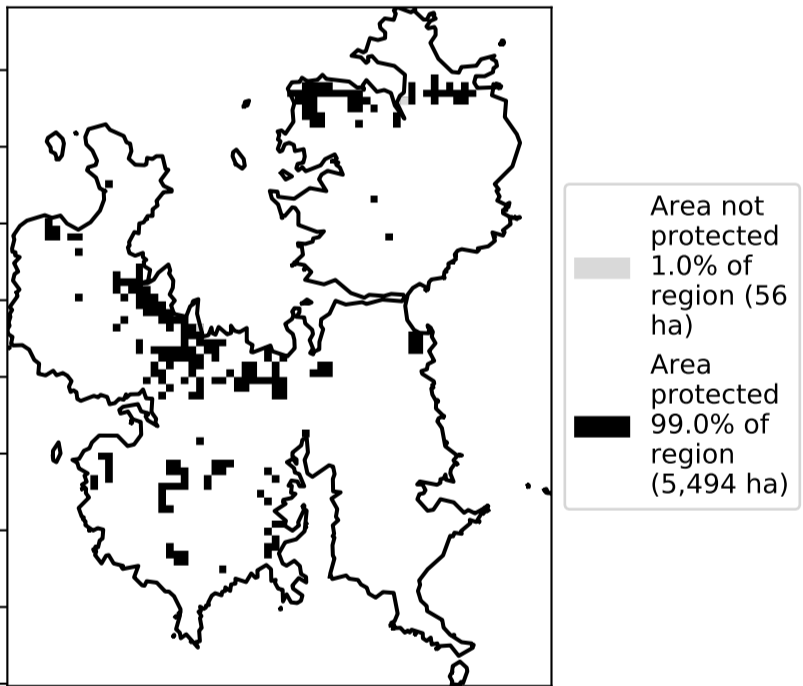 Area not
protected
1.0% of
region (56
ha)
Area
protected
99.0% of
region
(5,494 ha)